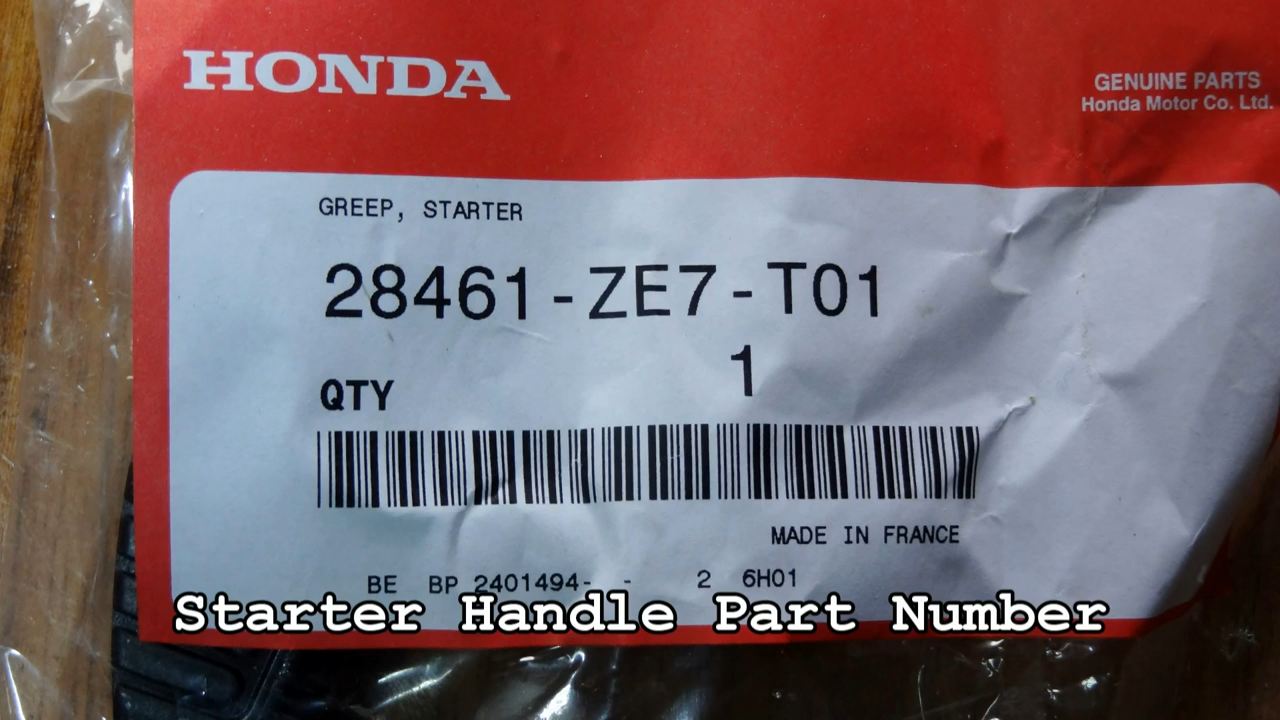 HONDA
GENUINE PARTS
Honda Motor Co. Ltd.
GREEP, STARTER
28461-ZE7-T01
1
QTY
MADE IN FRANCE
BE BP 2401494- - 2 6H01
Starter Handle Part Number